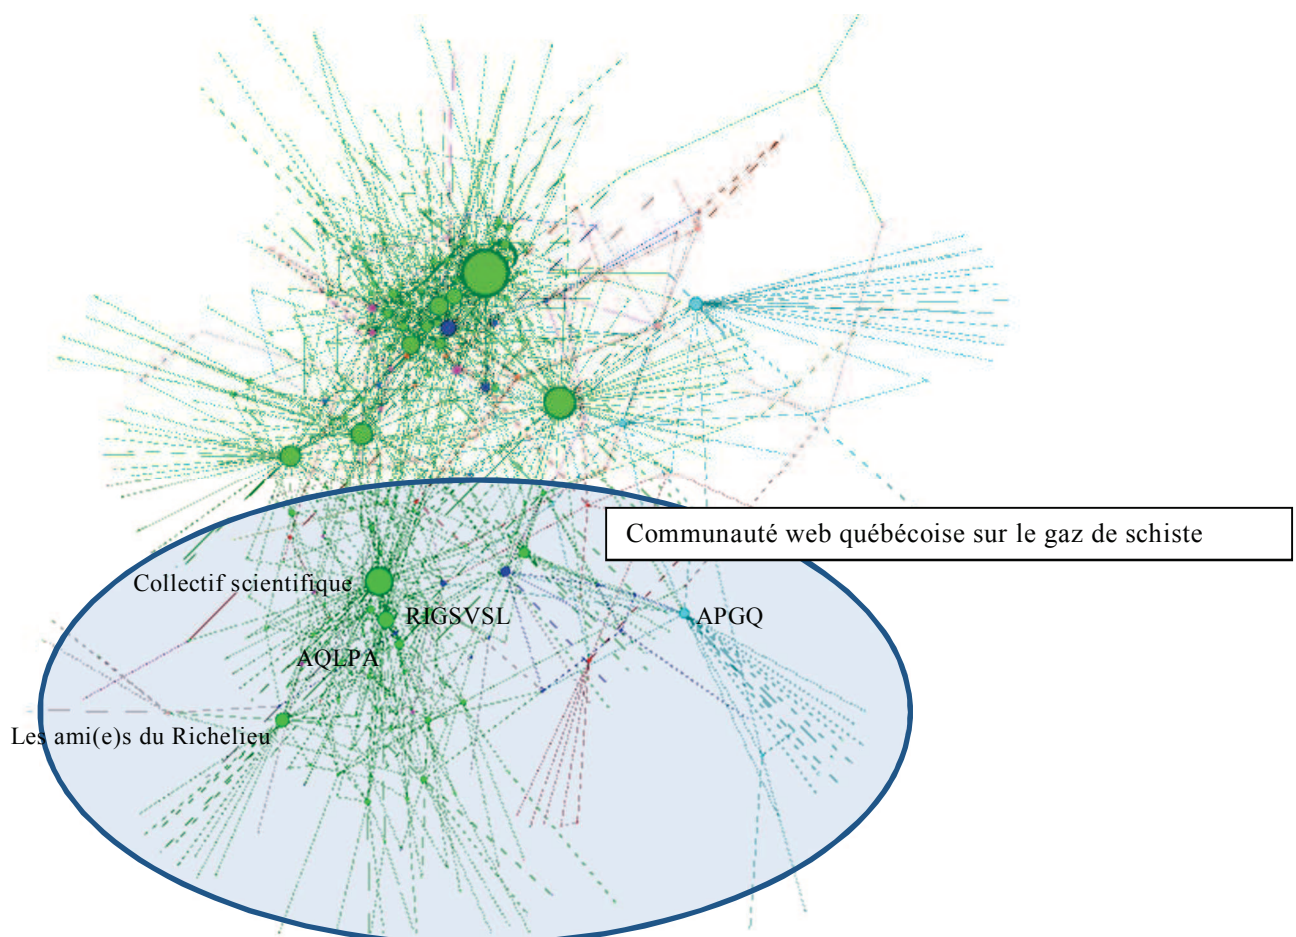 Communauté web québécoise sur le gaz de schiste
Collectif scientifique
RIGSVSL
APGQ
AQLPA
Les ami(e)s du Richelieu